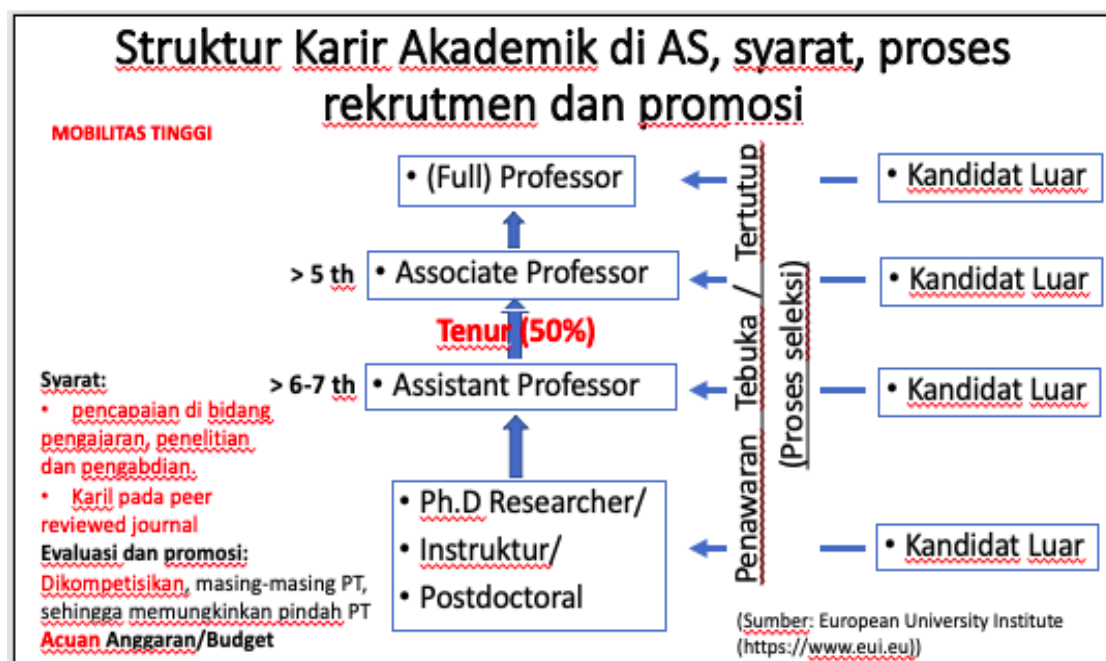 Struktur Karir Akademik di AS, syarat, proses
rekrutmen dan promosi
MOBILITAS TINGGI
• (Full) Professor
> 5 th
• Associate Professor
Tenur (50%)
> 6-7 th
• Assistant Professor
• Ph.D Researcher/
• Instruktur/
• Postdoctoral
Penawaran Tebuka / Tertutup
(Proses seleksi)
• Kandidat Luar
• Kandidat Luar
• Kandidat Luar
• Kandidat Luar
Syarat:
• pencapaian di bidang
pengajaran, penelitian
dan pengabdian.
• Karil pada peer
reviewed journal
Evaluasi dan promosi:
Dikompetisikan, masing-masing PT,
sehingga memungkinkan pindah PT
Acuan Anggaran/Budget
(Sumber: European University Institute
(https://www.eui.eu))